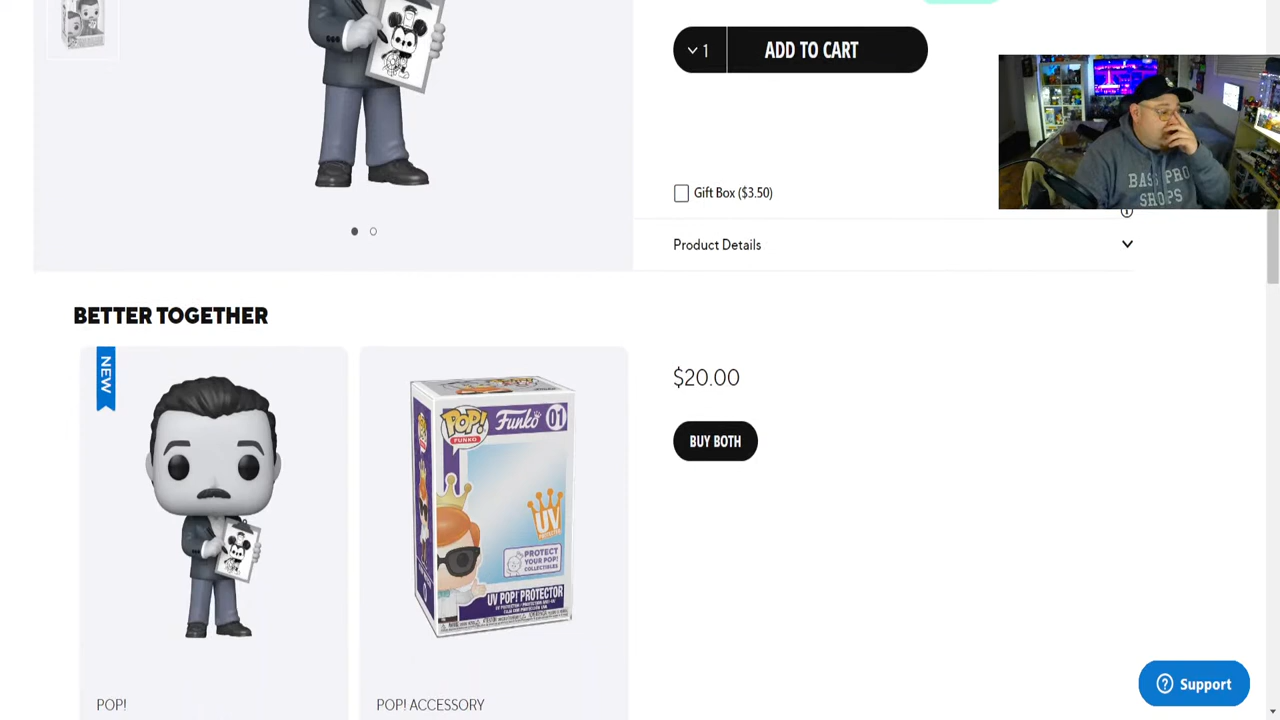 1
ADD TO CART
BASS PRO
SHOPS
Gift Box ($3.50)
Product Details
BETTER TOGETHER
NEW
POP!
FUNKO
Funko
01
UV
PROTECT
YOUR POP!
COLLECTIBLES
UV POP! PROTECTOR
$20.00
BUY BOTH
POP!
POP! ACCESSORY
Support